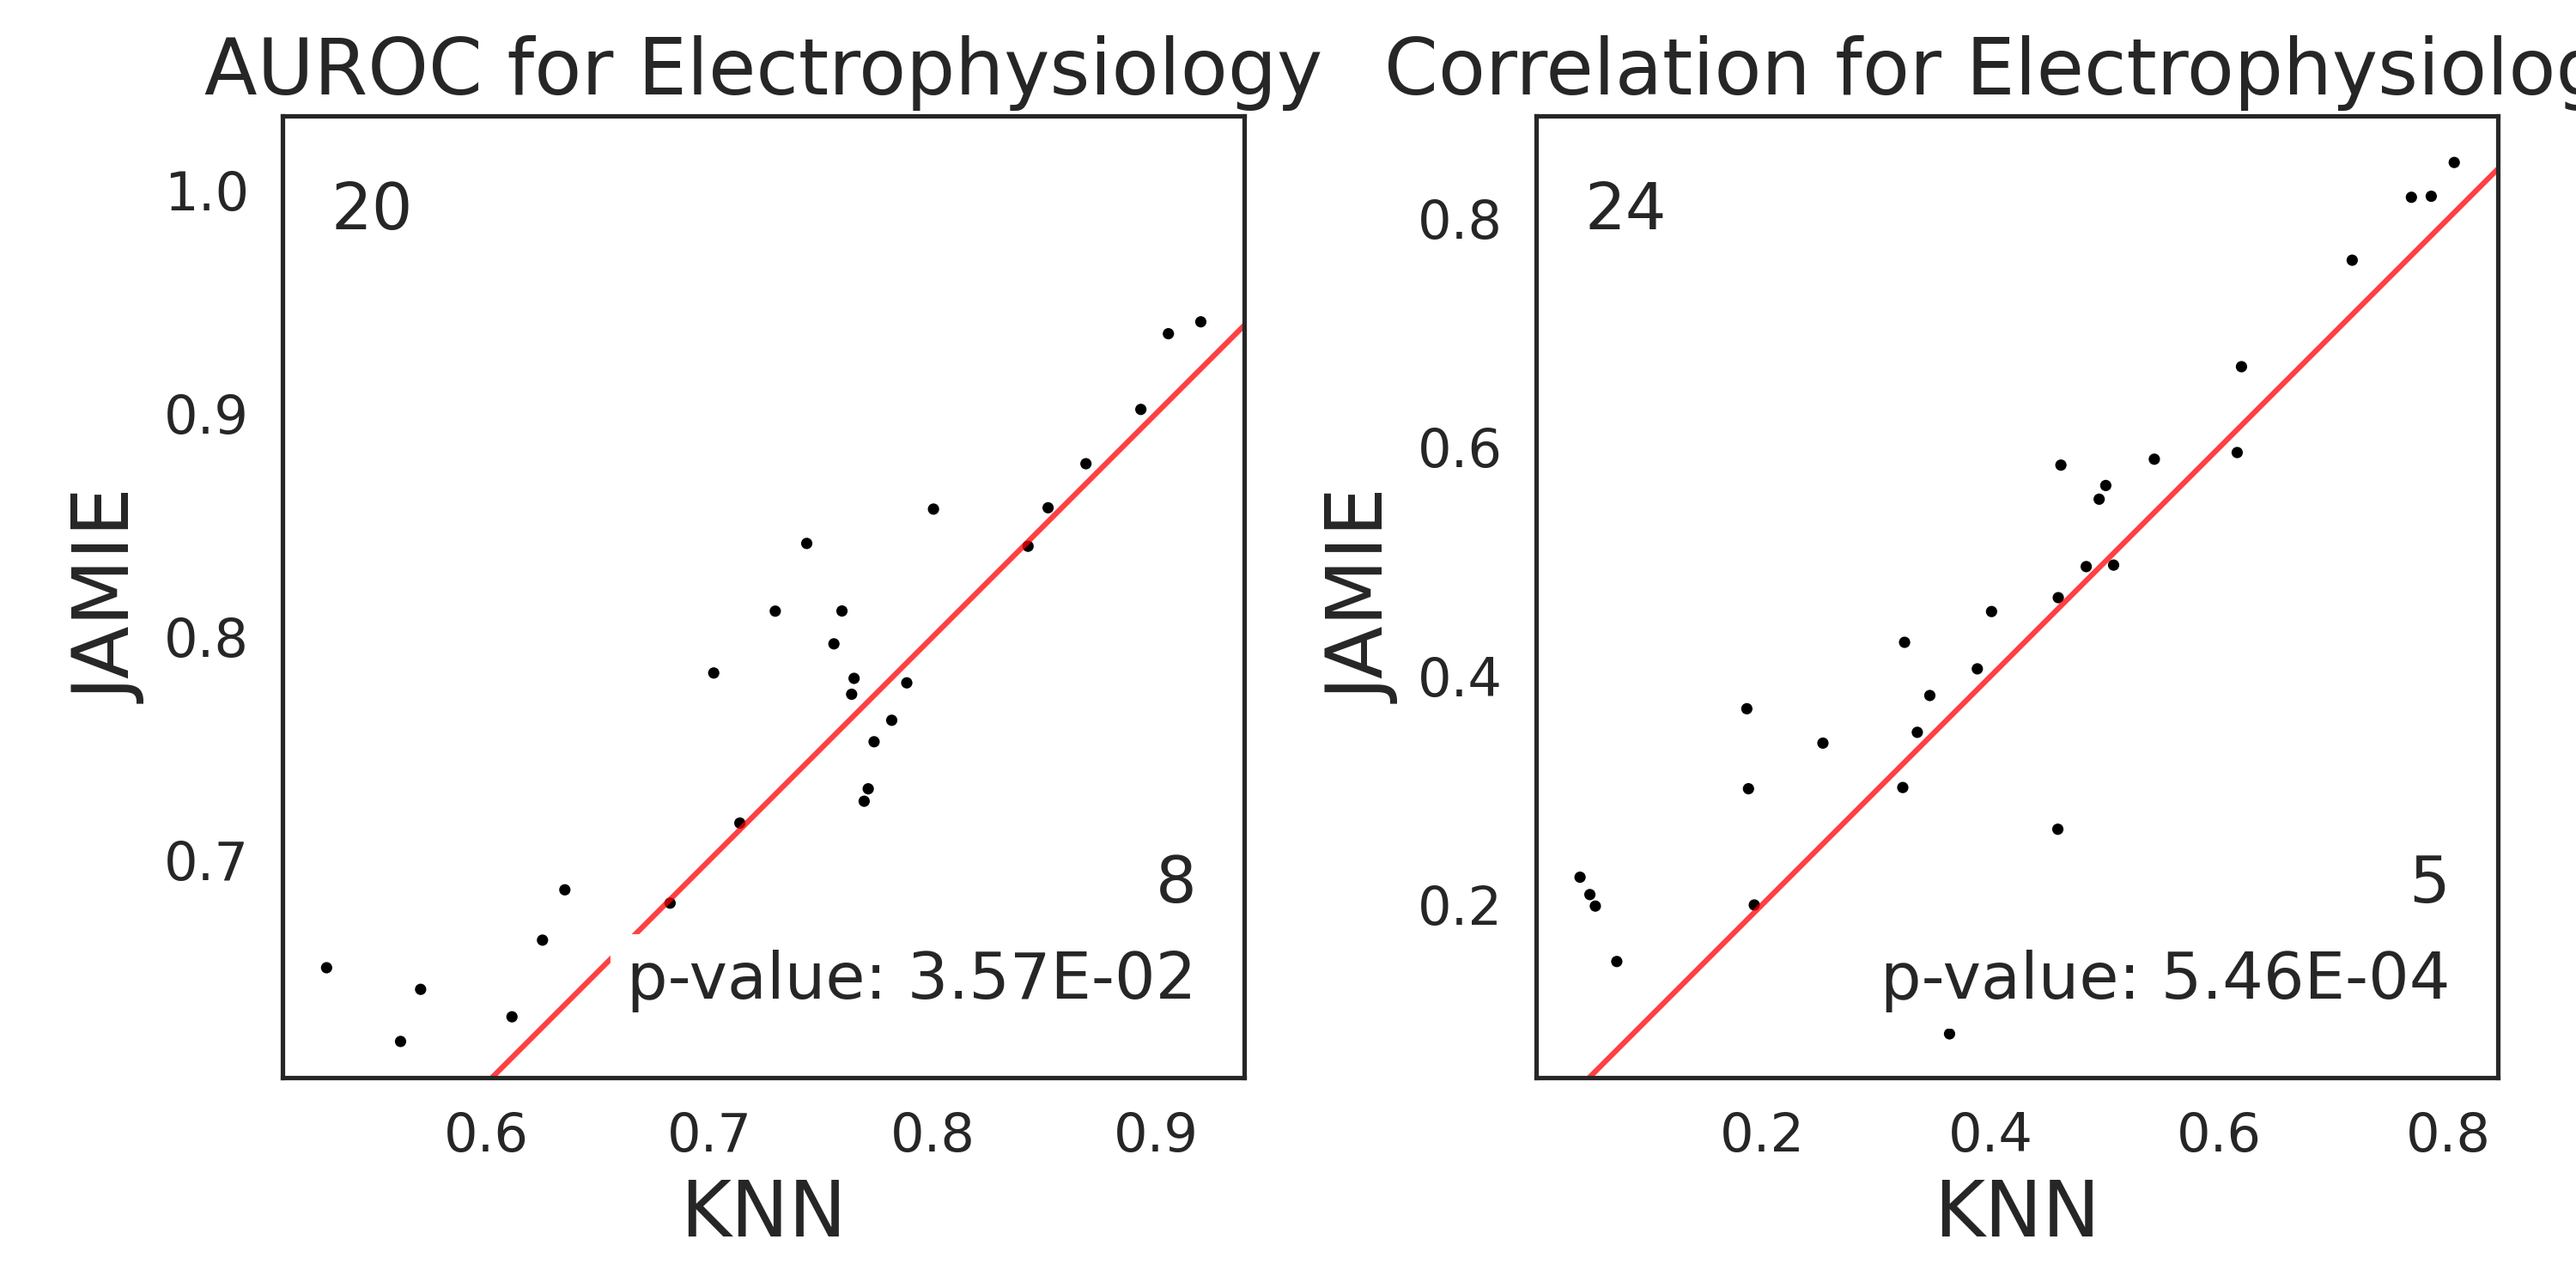 AUROC for Electrophysiology
1.0
0.9
0.8
0.7
JAMIE
20
8
p-value: 3.57E-02
0.6 0.7 0.8 0.9
KNN
Correlation for Electrophysiolog
0.8
0.6
0.4
0.2
JAMIE
24
5
p-value: 5.46E-04
0.2 0.4 0.6 0.8
KNN